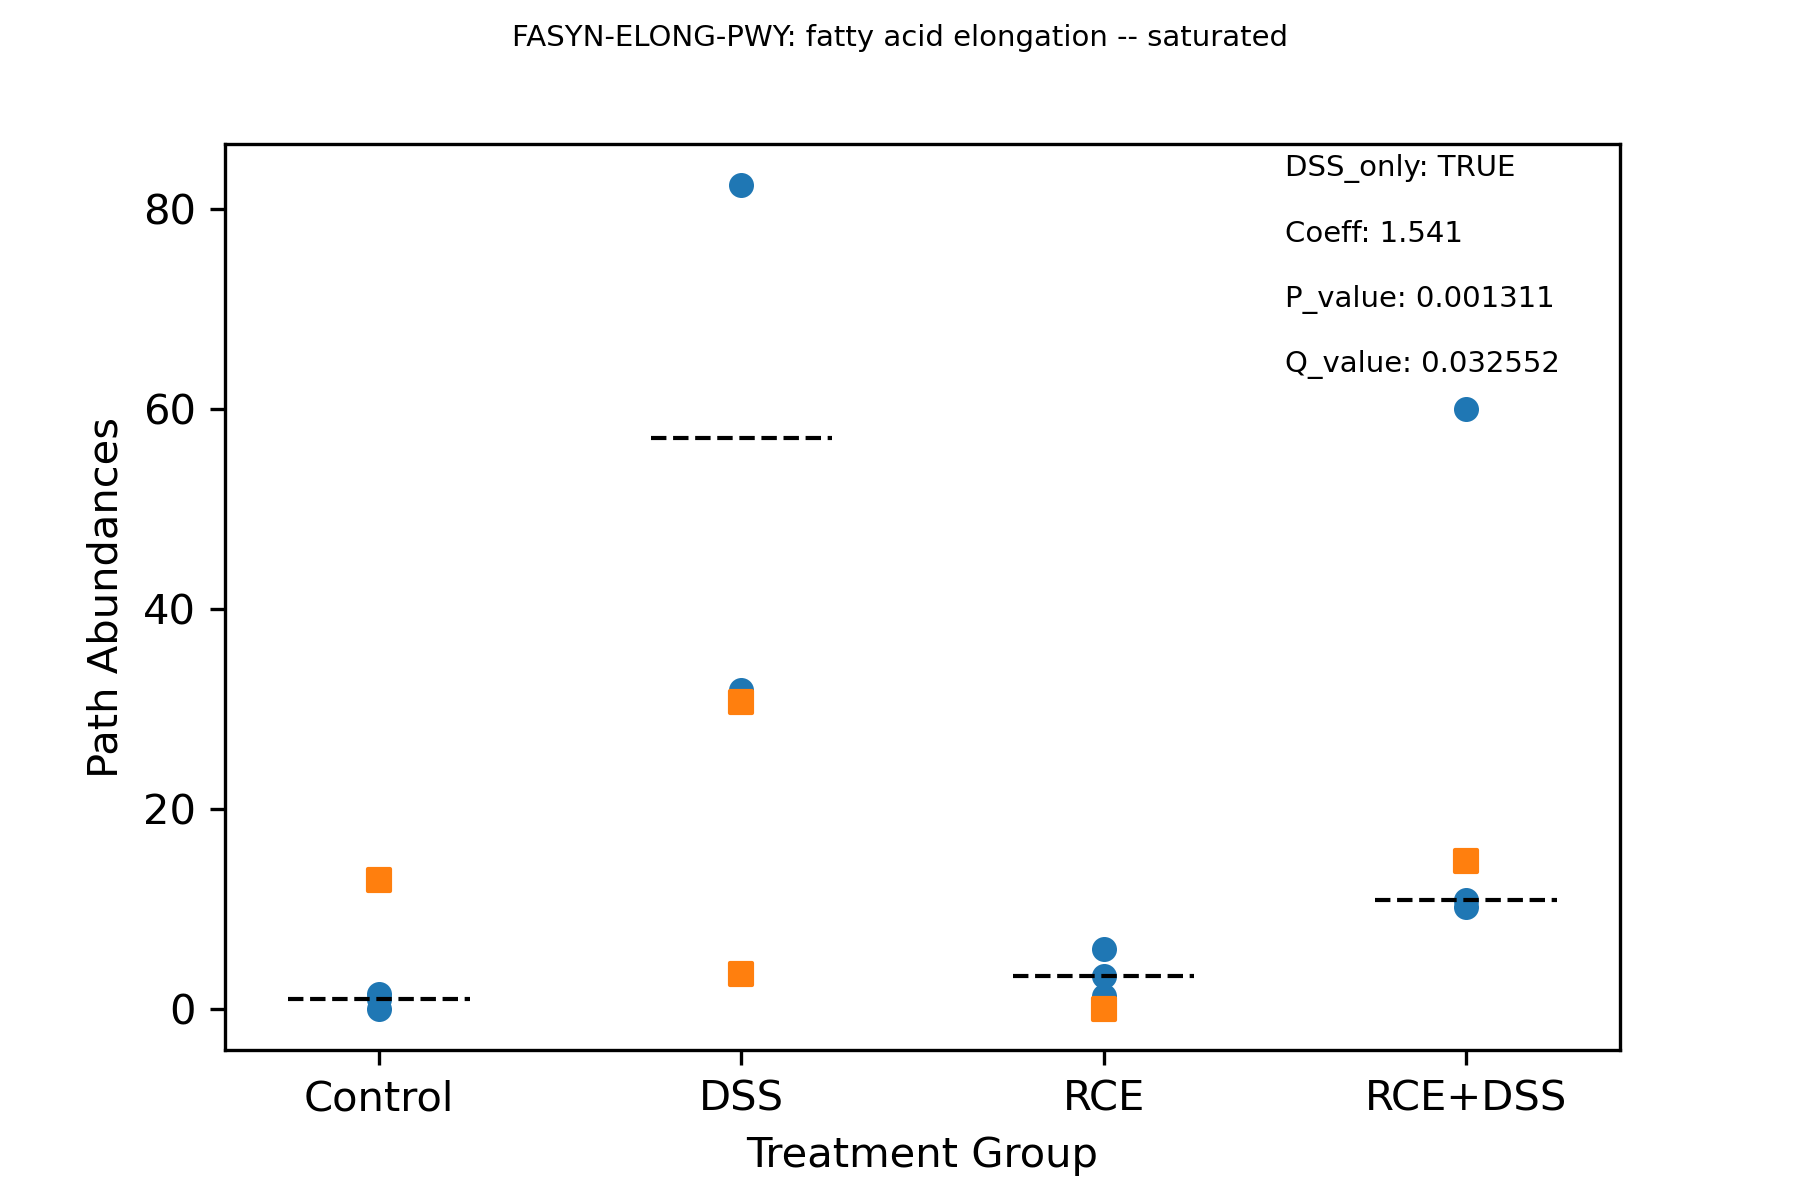 FASYN-ELONG-PWY: fatty acid elongation -- saturated
DSS_only: TRUE
Coeff: 1.541
P_value: 0.001311
Q_value: 0.032552
80
60
40
20
0
Path Abundances
Control
DSS
RCE
RCE+DSS
Treatment Group